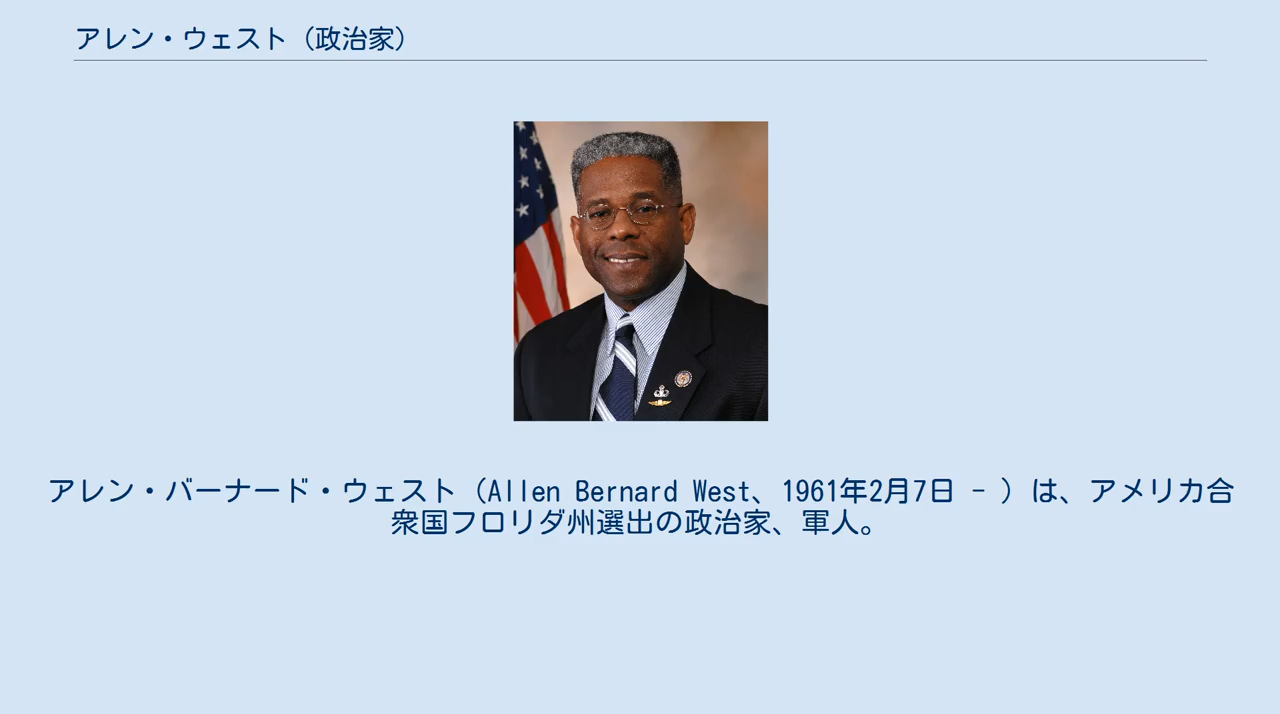 アレン・ウェスト（政治家）
アレン・バーナード・ウェスト（Allen Bernard West、1961年2月7日 - ）は、アメリカ合
衆国フロリダ州選出の政治家、軍人。